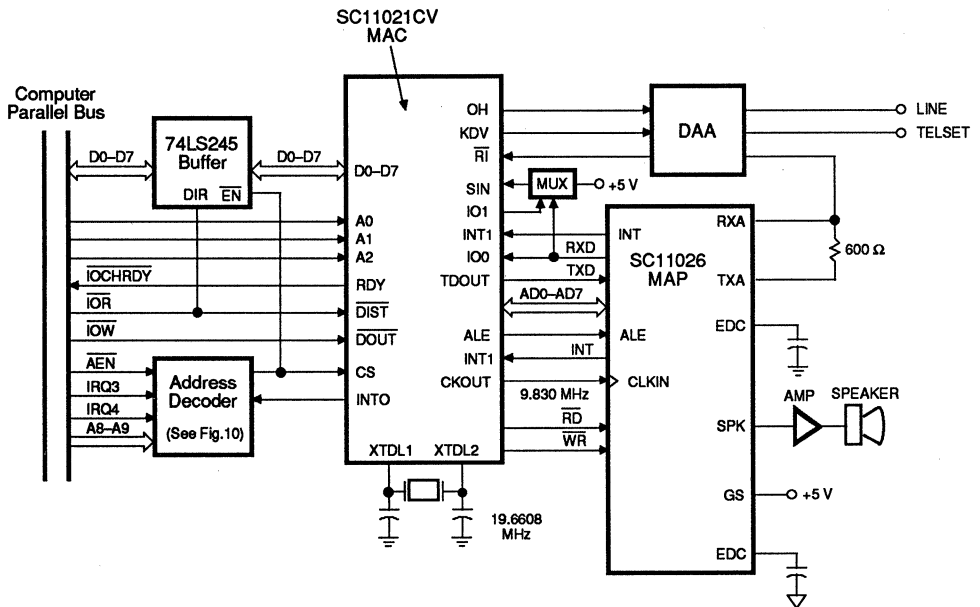 SC11021CV
MAC
Computer
Parallel Bus
74LS245
Buffer
DIR EN
D0–D7
D0–D7
D0–D7
A0
A1
A2
IOCHRDY
RDY
IOR
DIST
IOW
DOUT
AEN
IRQ3
IRQ4
A8–A9
Address
Decoder
(See Fig.10)
CS
INTO
XTDL1 XTDL2
19.6608
MHz
OH
KDV
RI
SIN
IO1
INT1
IO0
TDOUT
ALE
INT1
CKOUT
MUX
+5 V
DAA
LINE
TELSET
RXD
TXD
AD0–AD7
INT
9.830 MHz
RD
WR
INT
SC11026
MAP
ALE
CLKIN
RXA
600 Ω
TXA
EDC
AMP SPEAKER
SPK
GS
+5 V
EDC